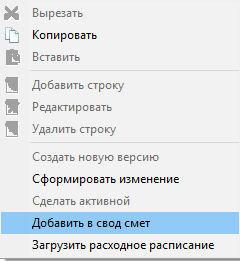 Вырезать
Копировать
Вставить
Добавить строку
Редактировать
Удалить строку
Создать новую версию
Сформировать изменение
Сделать активной
Добавить в свод смет
Загрузить расходное расписание